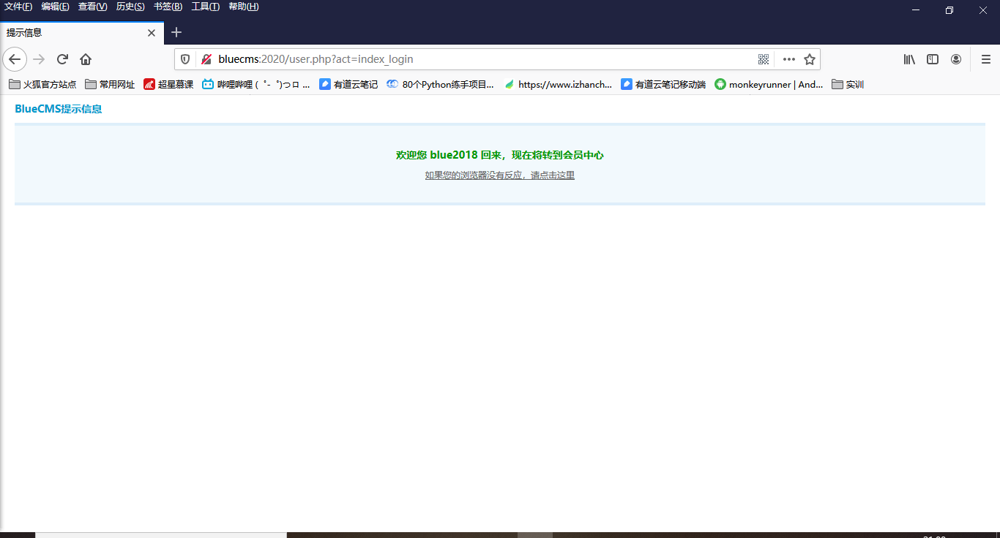 文件(F) 编辑(E) 查看(V) 历史(S) 书签(B) 工具(T) 帮助(H)
提示信息
bluecms:2020/user.php?act=index_login
火狐官方站点 常用网址 超星慕课 哔哩哔哩 ( ゜- ゜)つロ ... 有道云笔记 80个Python练手项目... https://www.izhanch... 有道云笔记移动端 monkeyrunner | And... 实训
BlueCMS提示信息
欢迎您 blue2018 回来，现在将转到会员中心
如果您的浏览器没有反应，请点击这里